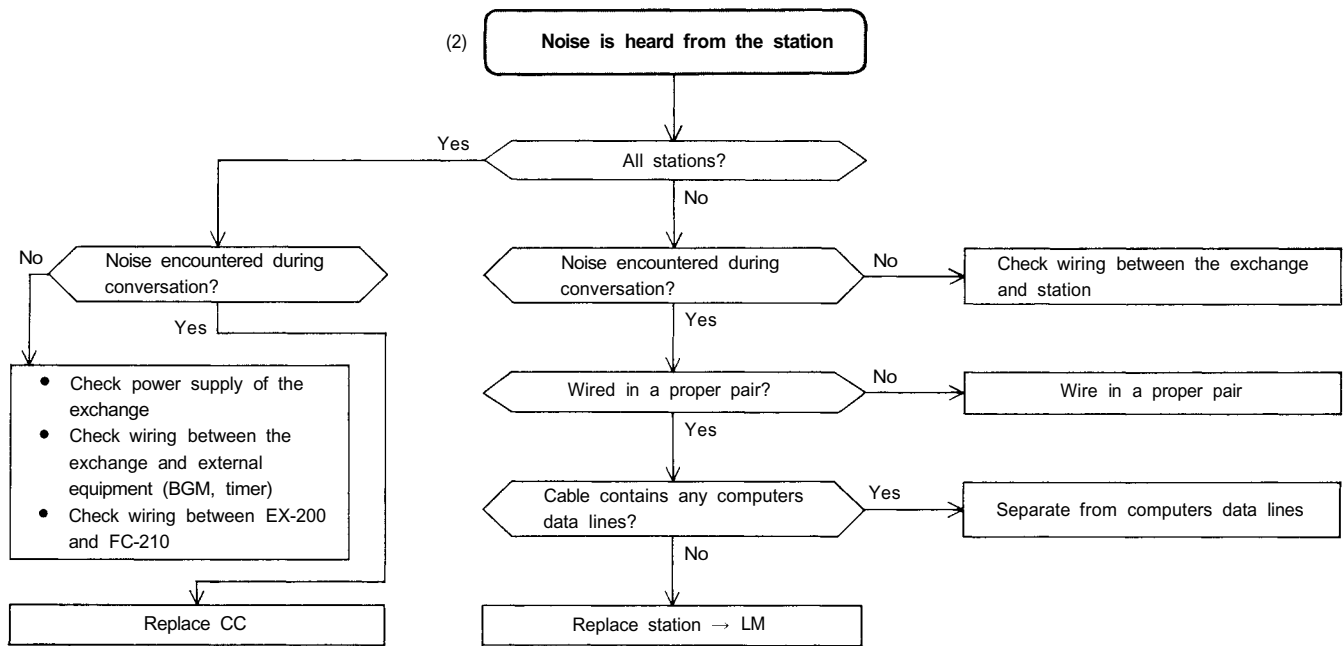 (2) Noise is heard from the station
Yes
All stations?
No
No
Noise encountered during
conversation?
Yes
Noise encountered during
conversation?
No
Check wiring between the exchange
and station
Yes
● Check power supply of the
exchange
● Check wiring between the
exchange and external
equipment (BGM, timer)
● Check wiring between EX-200
and FC-210
Wired in a proper pair?
No
Wire in a proper pair
Yes
Cable contains any computers
data lines?
Yes
Separate from computers data lines
No
Replace CC
Replace station → LM